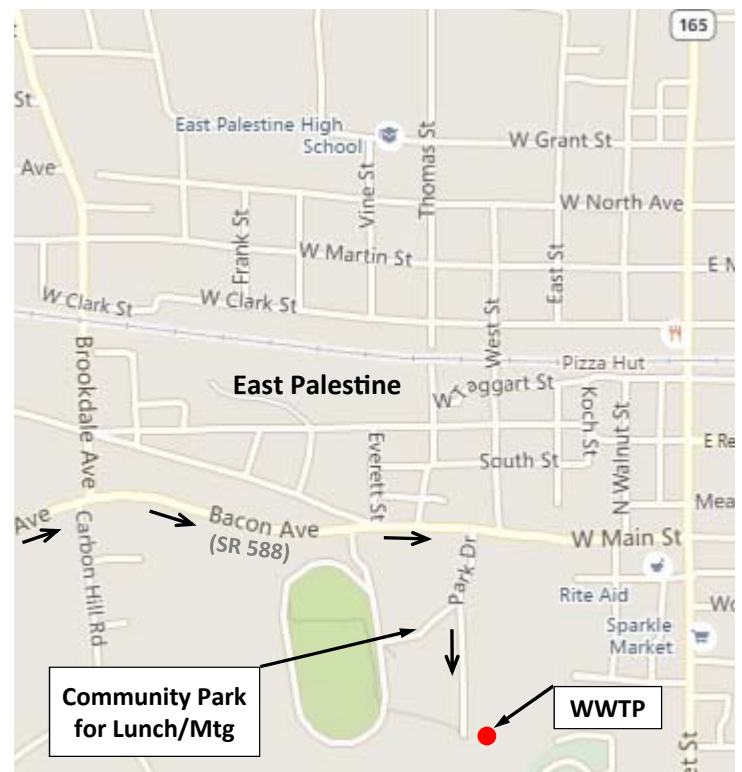 165
St
East Palestine High
School
W Grant St
Ave
Vine St
Thomas St
W North Ave
Frank St
W Martin St
East St
E M
W Clark St
W Clark St
West St
Brookdale Ave
Pizza Hut
East Palestine
W Taggart St
Koch St
N Walnut St
Everett St
South St
E Re
Mea
Ave
Bacon Ave
(SR 588)
W Main St
Carbon Hill Rd
Park Dr
Rite Aid
Wo
Sparkle
Market
Community Park
for Lunch/Mtg
WWTP
ta St